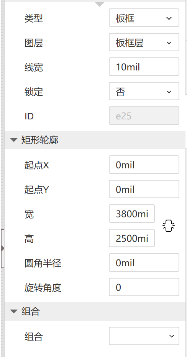 类型 板框
图层 板框层
线宽 10mil
锁定 否
ID e25
矩形轮廓
起点X 0mil
起点Y 0mil
宽 3800mi
高 2500mi
圆角半径 0mil
旋转角度 0
组合
组合